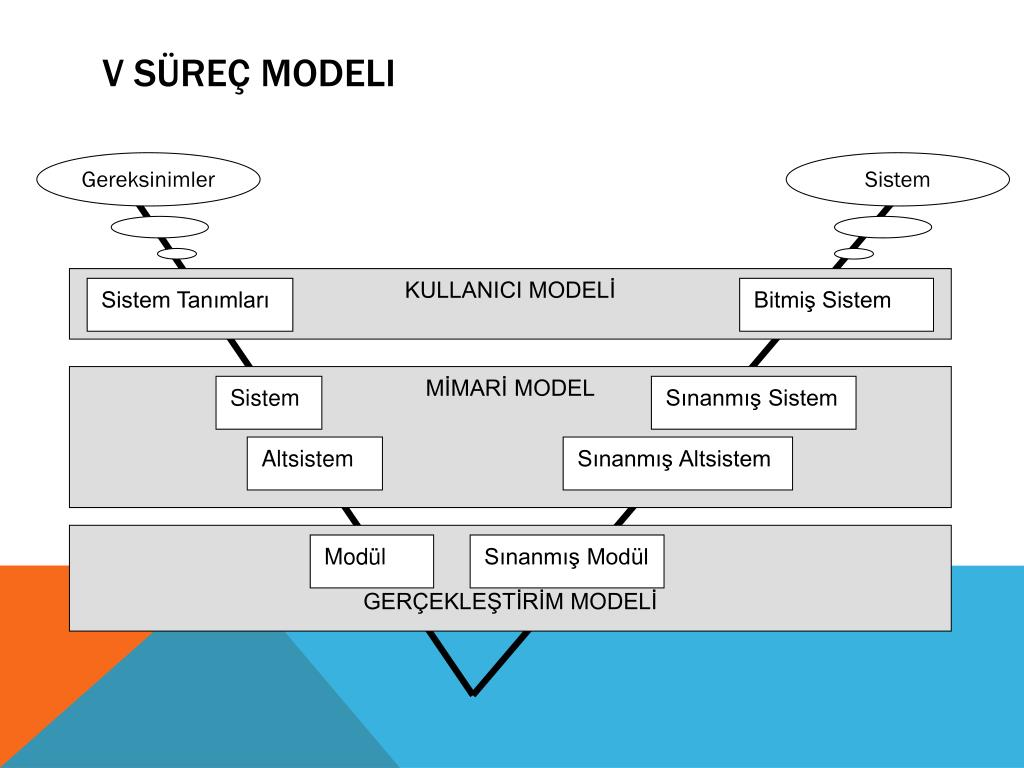 V SÜREÇ MODELI
Gereksinimler
Sistem
KULLANICI MODELİ
Sistem Tanımları
Bitmiş Sistem
MİMARİ MODEL
Sistem
Sınanmış Sistem
Altsistem
Sınanmış Altsistem
Modül
Sınanmış Modül
GERÇEKLEŞTİRİM MODELİ